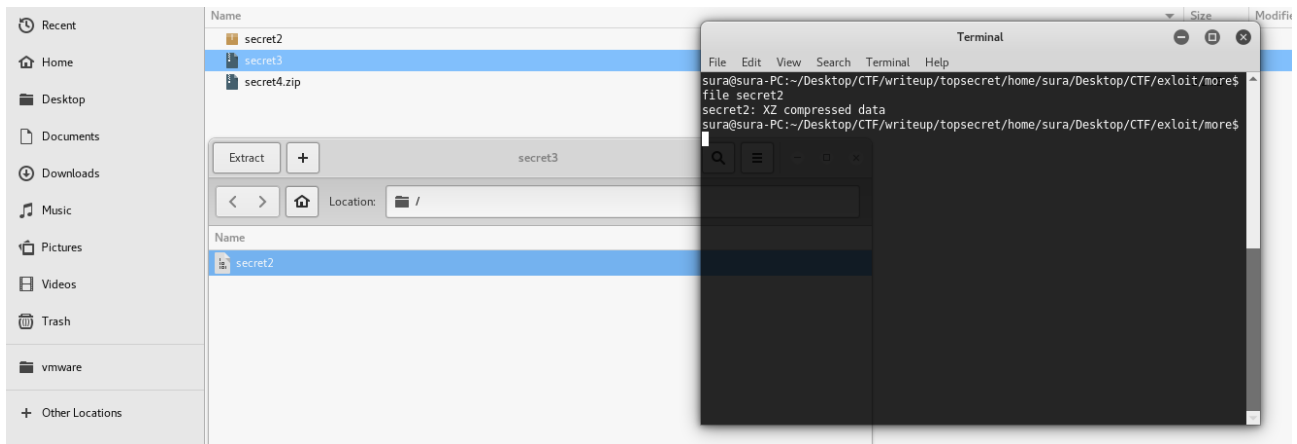 Recent
Home
Desktop
Documents
Downloads
Music
Pictures
Videos
Trash
vmware
+ Other Locations
Name Size Modifie
secret2
secret3
secret4.zip
Extract + secret3
< > Location: /
Name
secret2
Terminal
File Edit View Search Terminal Help
sura@sura-PC:~/Desktop/CTF/writeup/topsecret/home/sura/Desktop/CTF/exloit/more$
file secret2
secret2: XZ compressed data
sura@sura-PC:~/Desktop/CTF/writeup/topsecret/home/sura/Desktop/CTF/exloit/more$